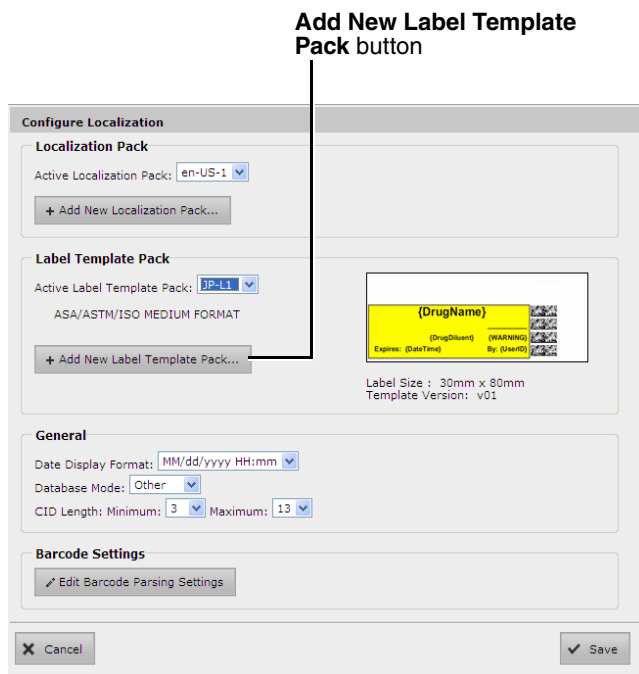 Add New Label Template
Pack button
Configure Localization
Localization Pack
Active Localization Pack: en-US-1
+ Add New Localization Pack...
Label Template Pack
Active Label Template Pack: JP-L1
ASA/ASTM/ISO MEDIUM FORMAT
+ Add New Label Template Pack...
{DrugName}
{DrugDiluent} {WARNING}
Expires: {DateTime} By: {UserID}
Label Size : 30mm x 80mm
Template Version: v01
General
Date Display Format: MM/dd/yyyy HH:mm
Database Mode: Other
CID Length: Minimum: 3 Maximum: 13
Barcode Settings
Edit Barcode Parsing Settings
Cancel
Save